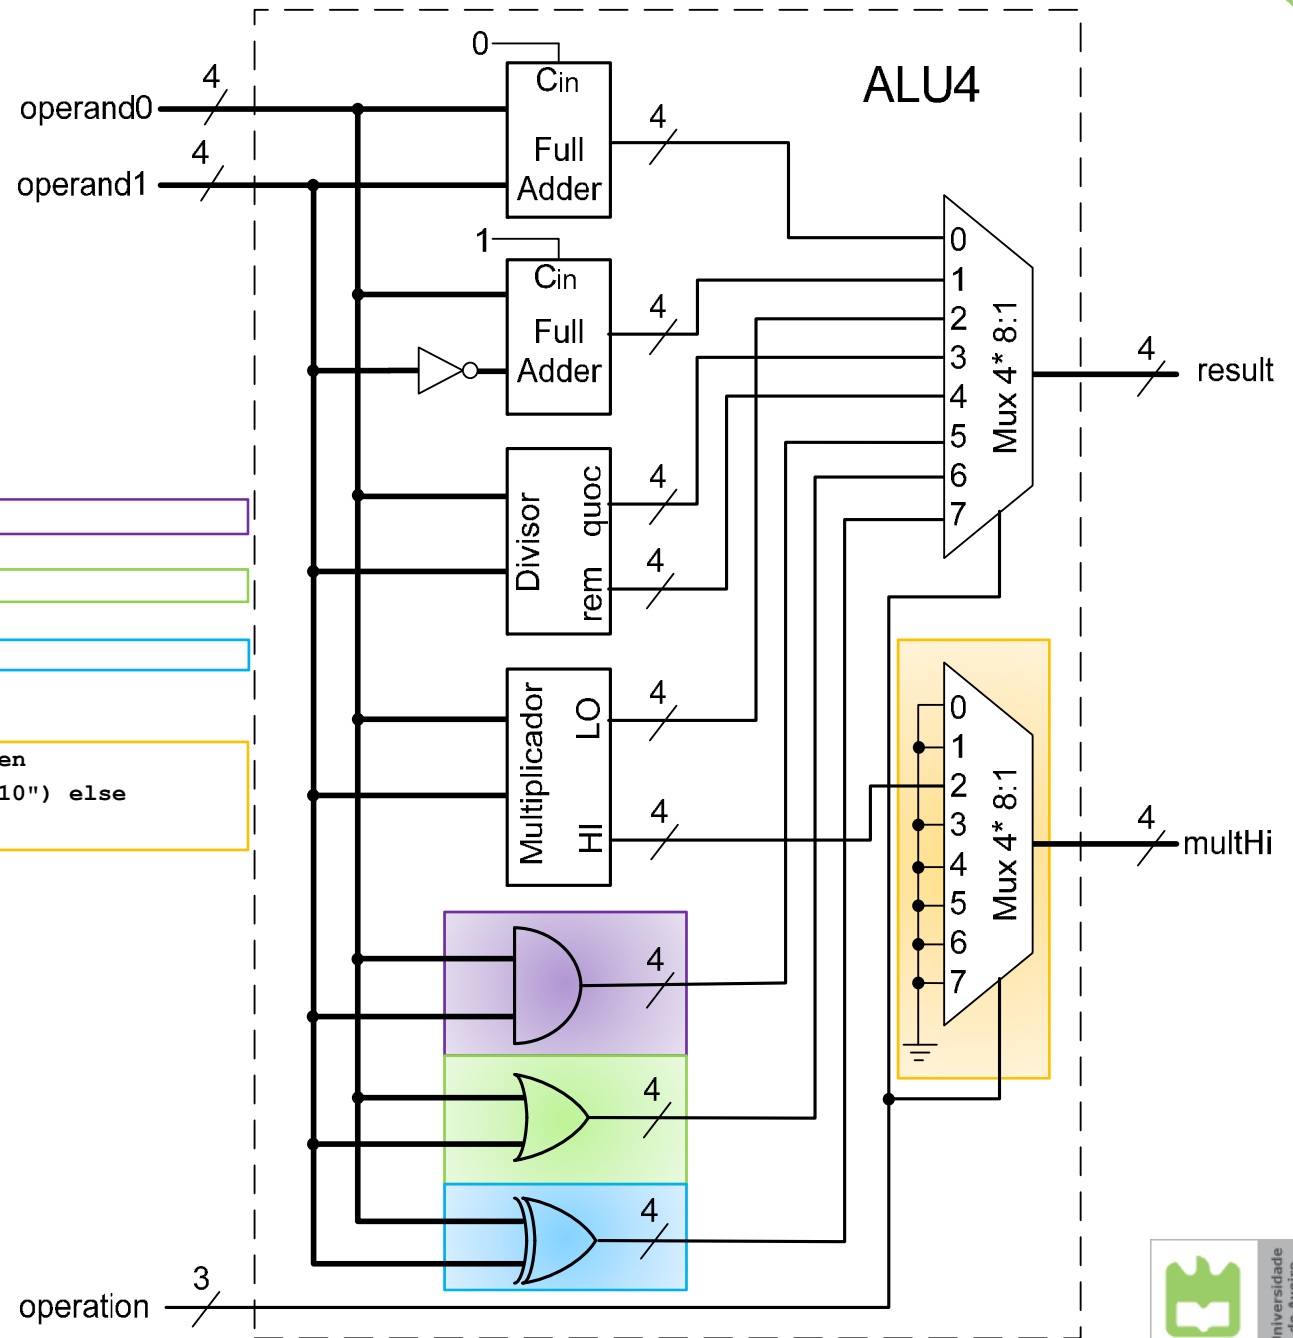 ALU4
operand0
4
operand1
4
0
Cin
Full
Adder
4
1
Cin
Full
Adder
4
Divisor
quoc
rem
4
4
Multiplicador
LO
HI
4
4
4
4
4
0
1
2
3
4
5
6
7
Mux 4* 8:1
4
result
0
1
2
3
4
5
6
7
Mux 4* 8:1
4
multHi
en
10") else
operation
3